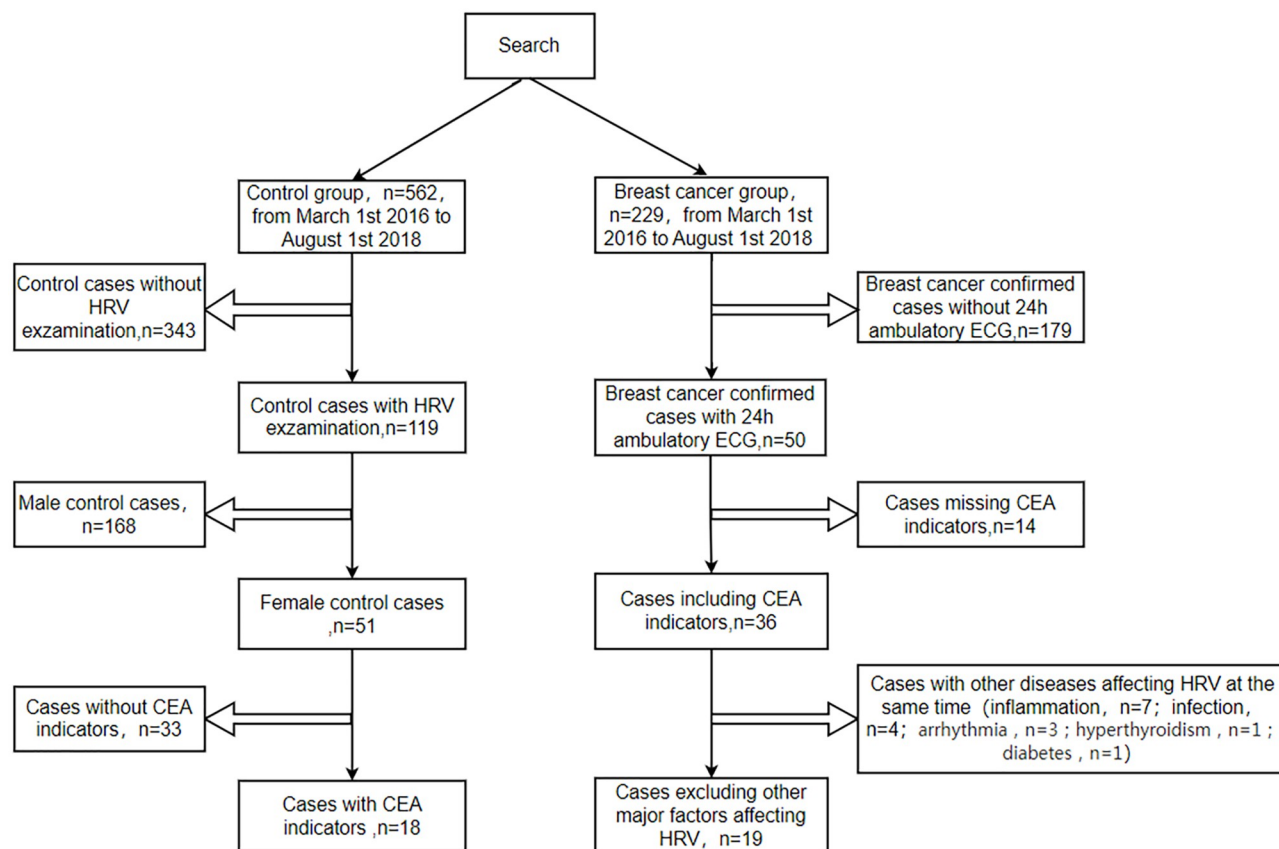 Search
Control group，n=562，
from March 1st 2016 to
August 1st 2018
Breast cancer group,
n=229，from March 1st
2016 to August 1st 2018
Control cases without
HRV
exzamination,n=343
Breast cancer confirmed
cases without 24h
ambulatory ECG,n=179
Control cases with HRV
exzamination,n=119
Breast cancer confirmed
cases with 24h
ambulatory ECG,n=50
Male control cases，
n=168
Cases missing CEA
indicators,n=14
Female control cases
,n=51
Cases including CEA
indicators,n=36
Cases without CEA
indicators，n=33
Cases with other diseases affecting HRV at the
same time（inflammation，n=7；infection，
n=4；arrhythmia , n=3 ; hyperthyroidism , n=1 ;
diabetes , n=1）
Cases with CEA
indicators ,n=18
Cases excluding other
major factors affecting
HRV，n=19